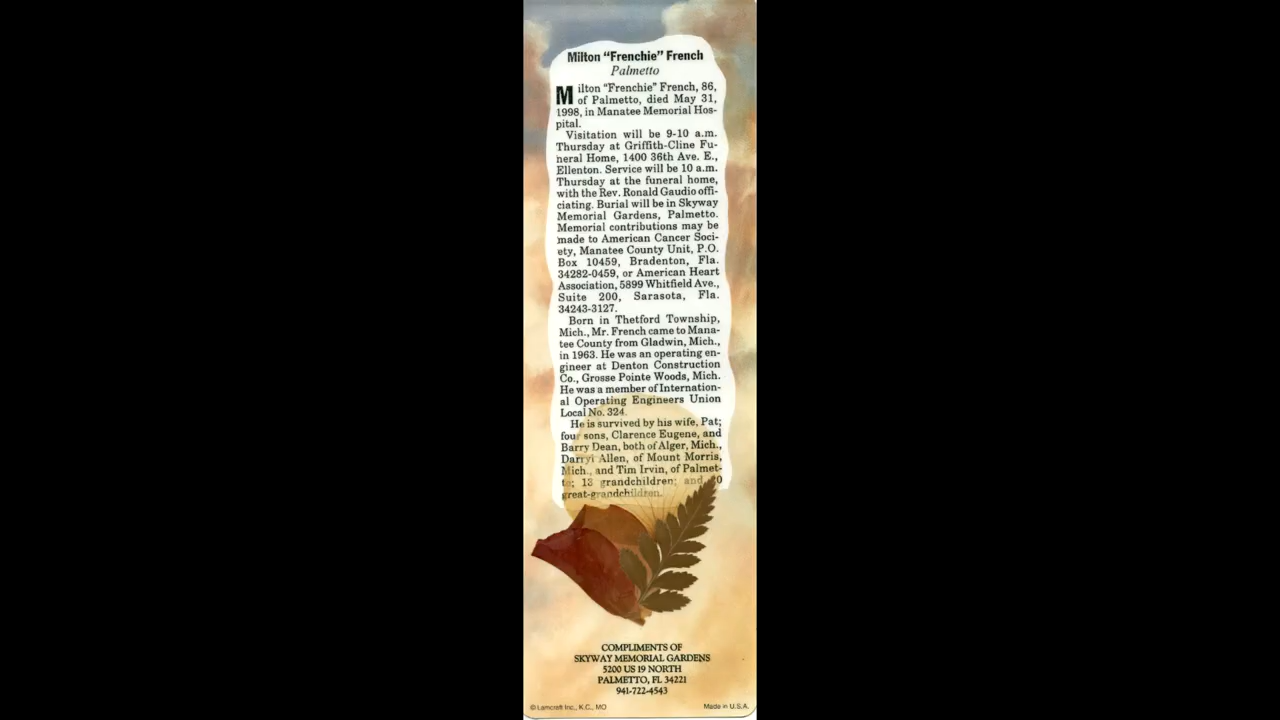 Milton "Frenchie" French
Palmetto
Milton "Frenchie" French, 86,
of Palmetto, died May 31,
1998, in Manatee Memorial Hos-
pital.
Visitation will be 9-10 a.m.
Thursday at Griffith-Cline Fu-
neral Home, 1400 36th Ave. E.,
Ellenton. Service will be 10 a.m.
Thursday at the funeral home,
with the Rev. Ronald Gaudio offi-
ciating. Burial will be in Skyway
Memorial Gardens, Palmetto.
Memorial contributions may be
made to American Cancer Soci-
ety, Manatee County Unit, P.O.
Box 10459, Bradenton, Fla.
34282-0459, or American Heart
Association, 5899 Whitfield Ave.,
Suite 200, Sarasota, Fla.
34243-3127.
Born in Thetford Township,
Mich., Mr. French came to Mana-
tee County from Gladwin, Mich.,
in 1963. He was an operating en-
gineer at Denton Construction
Co., Grosse Pointe Woods, Mich.
He was a member of Internation-
al Operating Engineers Union
Local No. 324.
He is survived by his wife, Pat;
four sons, Clarence Eugene, and
Barry Dean, both of Alger, Mich.,
Darryl Allen, of Mount Morris,
Mich., and Tim Irvin, of Palmet-
to; 13 grandchildren; and
great-grandchildren.
COMPLIMENTS OF
SKYWAY MEMORIAL GARDENS
5200 US 19 NORTH
PALMETTO, FL 34221
941-722-4543
© Lamcraft Inc., K.C., MO
Made in U.S.A.